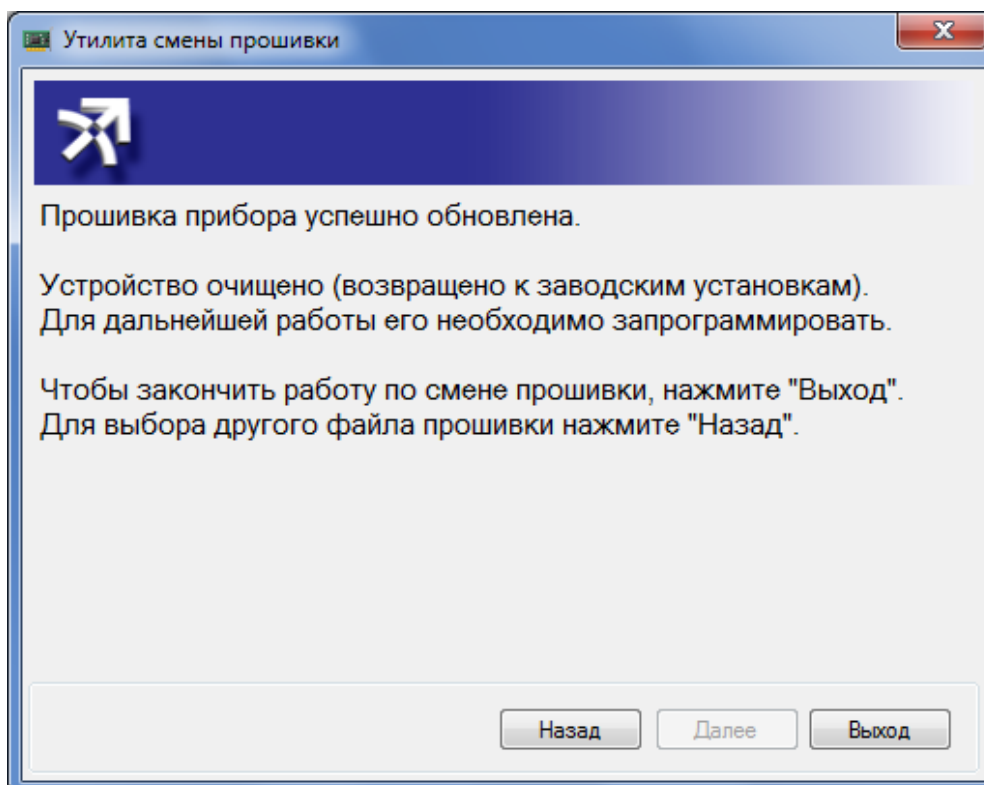 Утилита смены прошивки
Прошивка прибора успешно обновлена.
Устройство очищено (возвращено к заводским установкам).
Для дальнейшей работы его необходимо запрограммировать.
Чтобы закончить работу по смене прошивки, нажмите "Выход".
Для выбора другого файла прошивки нажмите "Назад".
Назад
Далее
Выход